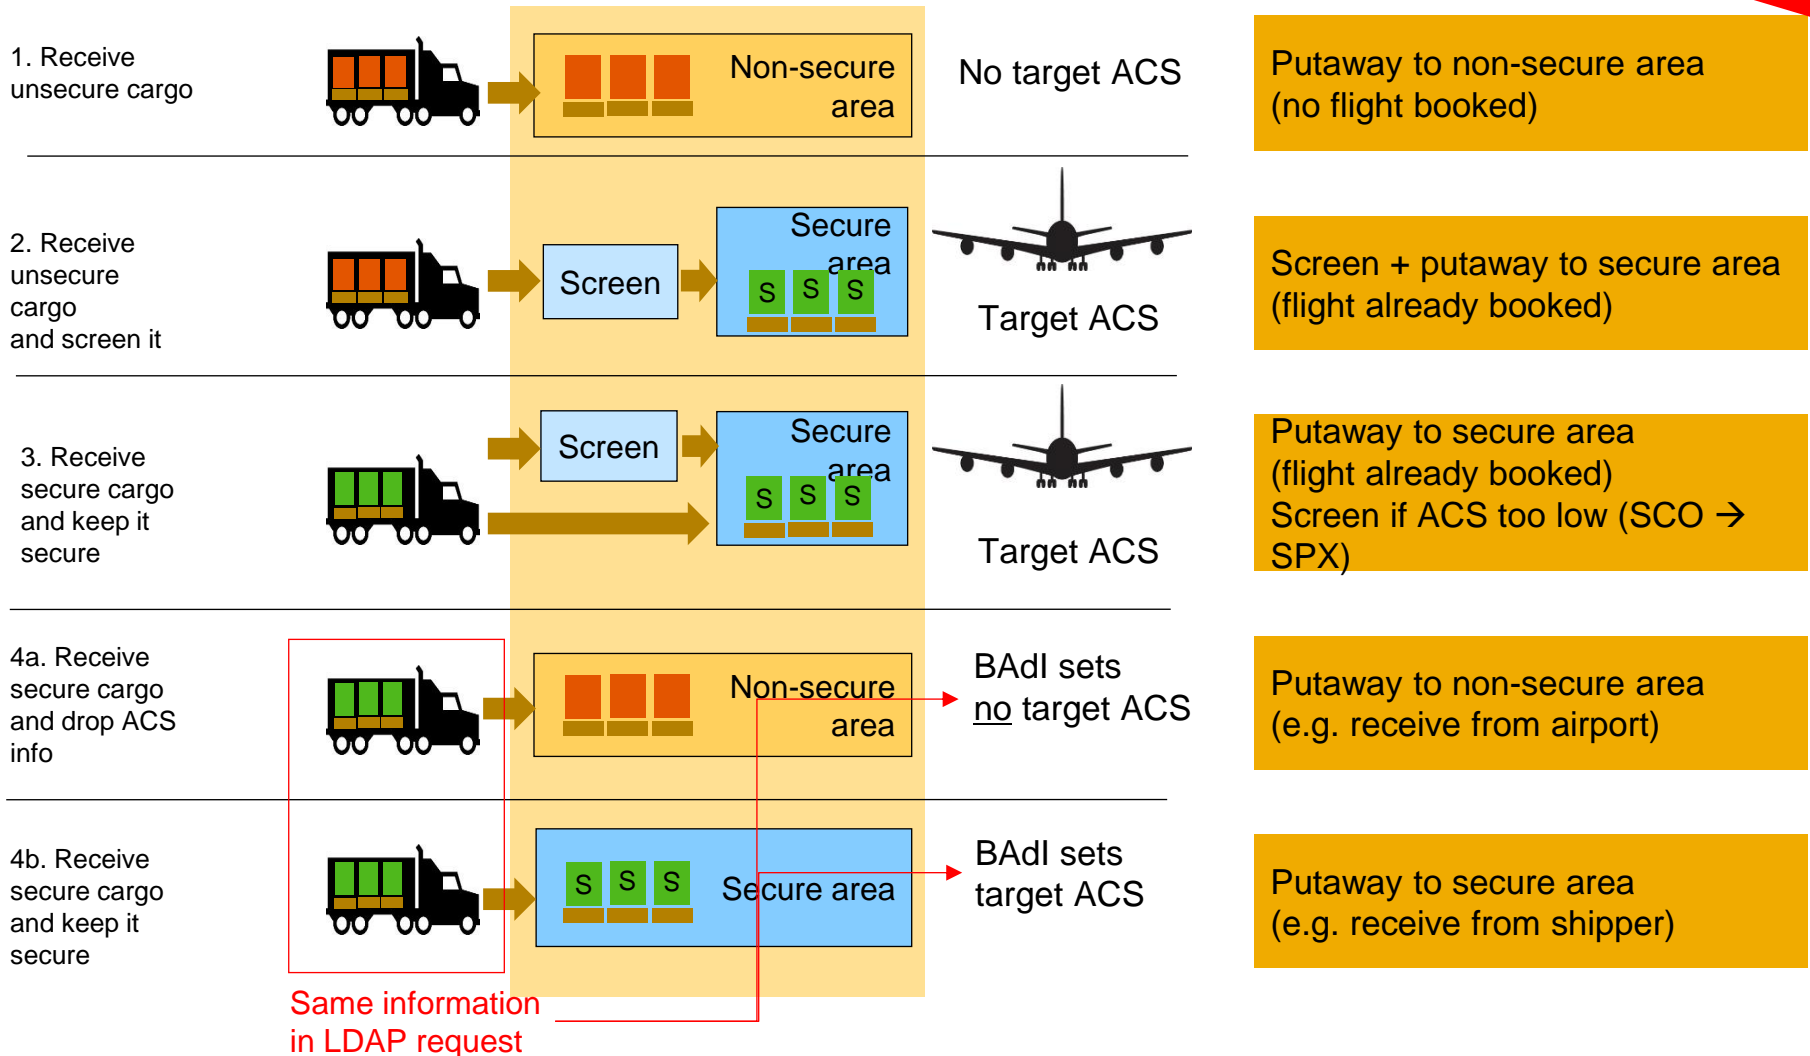 1. Receive
unsecure cargo
Non-secure
area
No target ACS
Putaway to non-secure area
(no flight booked)
2. Receive
unsecure
cargo
and screen it
Screen
Secure
area
S S S
Target ACS
Screen + putaway to secure area
(flight already booked)
3. Receive
secure cargo
and keep it
secure
Screen
Secure
area
S S S
Target ACS
Putaway to secure area
(flight already booked)
Screen if ACS too low (SCO →
SPX)
4a. Receive
secure cargo
and drop ACS
info
Non-secure
area
BAdI sets
no target ACS
Putaway to non-secure area
(e.g. receive from airport)
4b. Receive
secure cargo
and keep it
secure
S S S
Secure area
BAdI sets
target ACS
Putaway to secure area
(e.g. receive from shipper)
Same information
in LDAP request